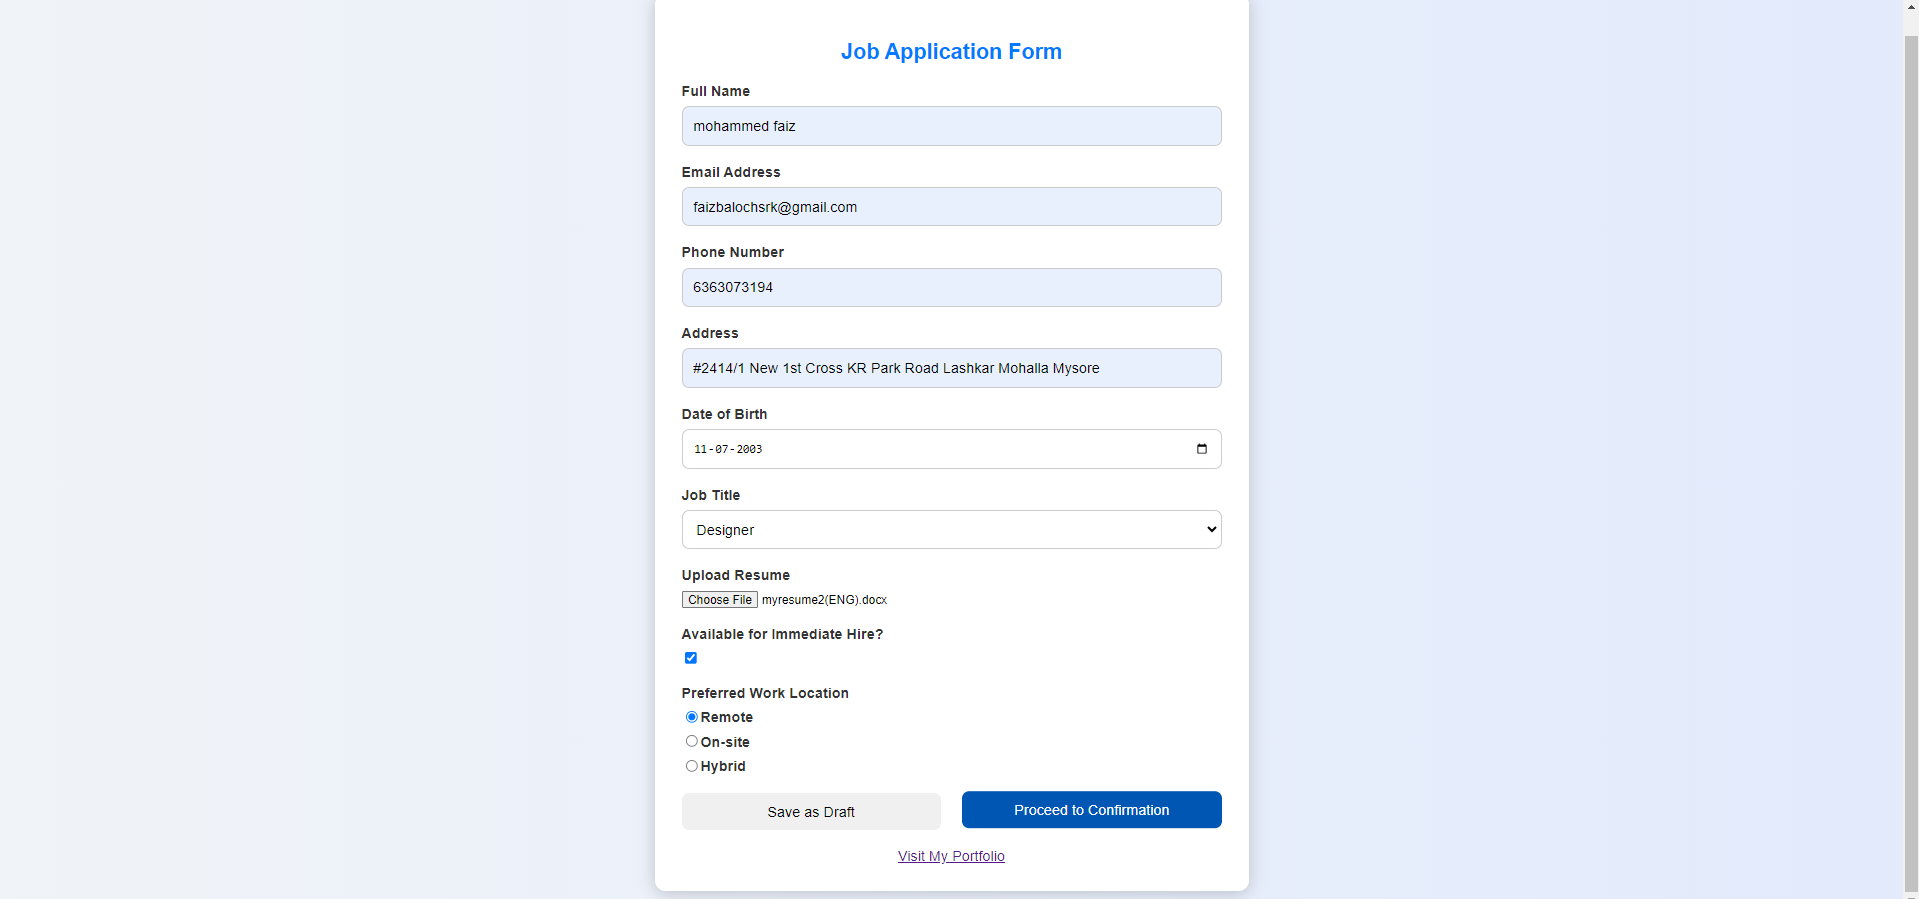 Job Application Form
Full Name
mohammed faiz
Email Address
faizbalochsrk@gmail.com
Phone Number
6363073194
Address
#2414/1 New 1st Cross KR Park Road Lashkar Mohalla Mysore
Date of Birth
11-07-2003
Job Title
Designer
Upload Resume
Choose File myresume2(ENG).docx
Available for Immediate Hire?
Preferred Work Location
Remote
On-site
Hybrid
Save as Draft Proceed to Confirmation
Visit My Portfolio